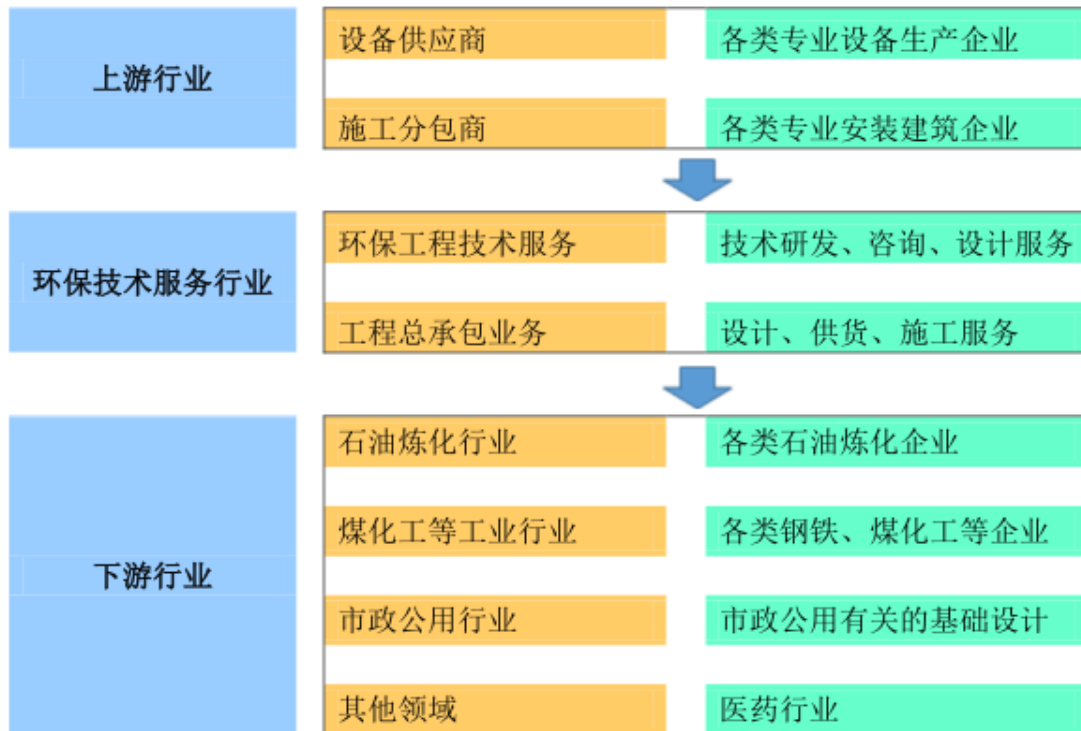 上游行业
设备供应商 各类专业设备生产企业
施工分包商 各类专业安装建筑企业
环保技术服务行业
环保工程技术服务 技术研发、咨询、设计服务
工程总承包业务 设计、供货、施工服务
下游行业
石油炼化行业 各类石油炼化企业
煤化工等工业行业 各类钢铁、煤化工等企业
市政公用行业 市政公用有关的基础设计
其他领域 医药行业